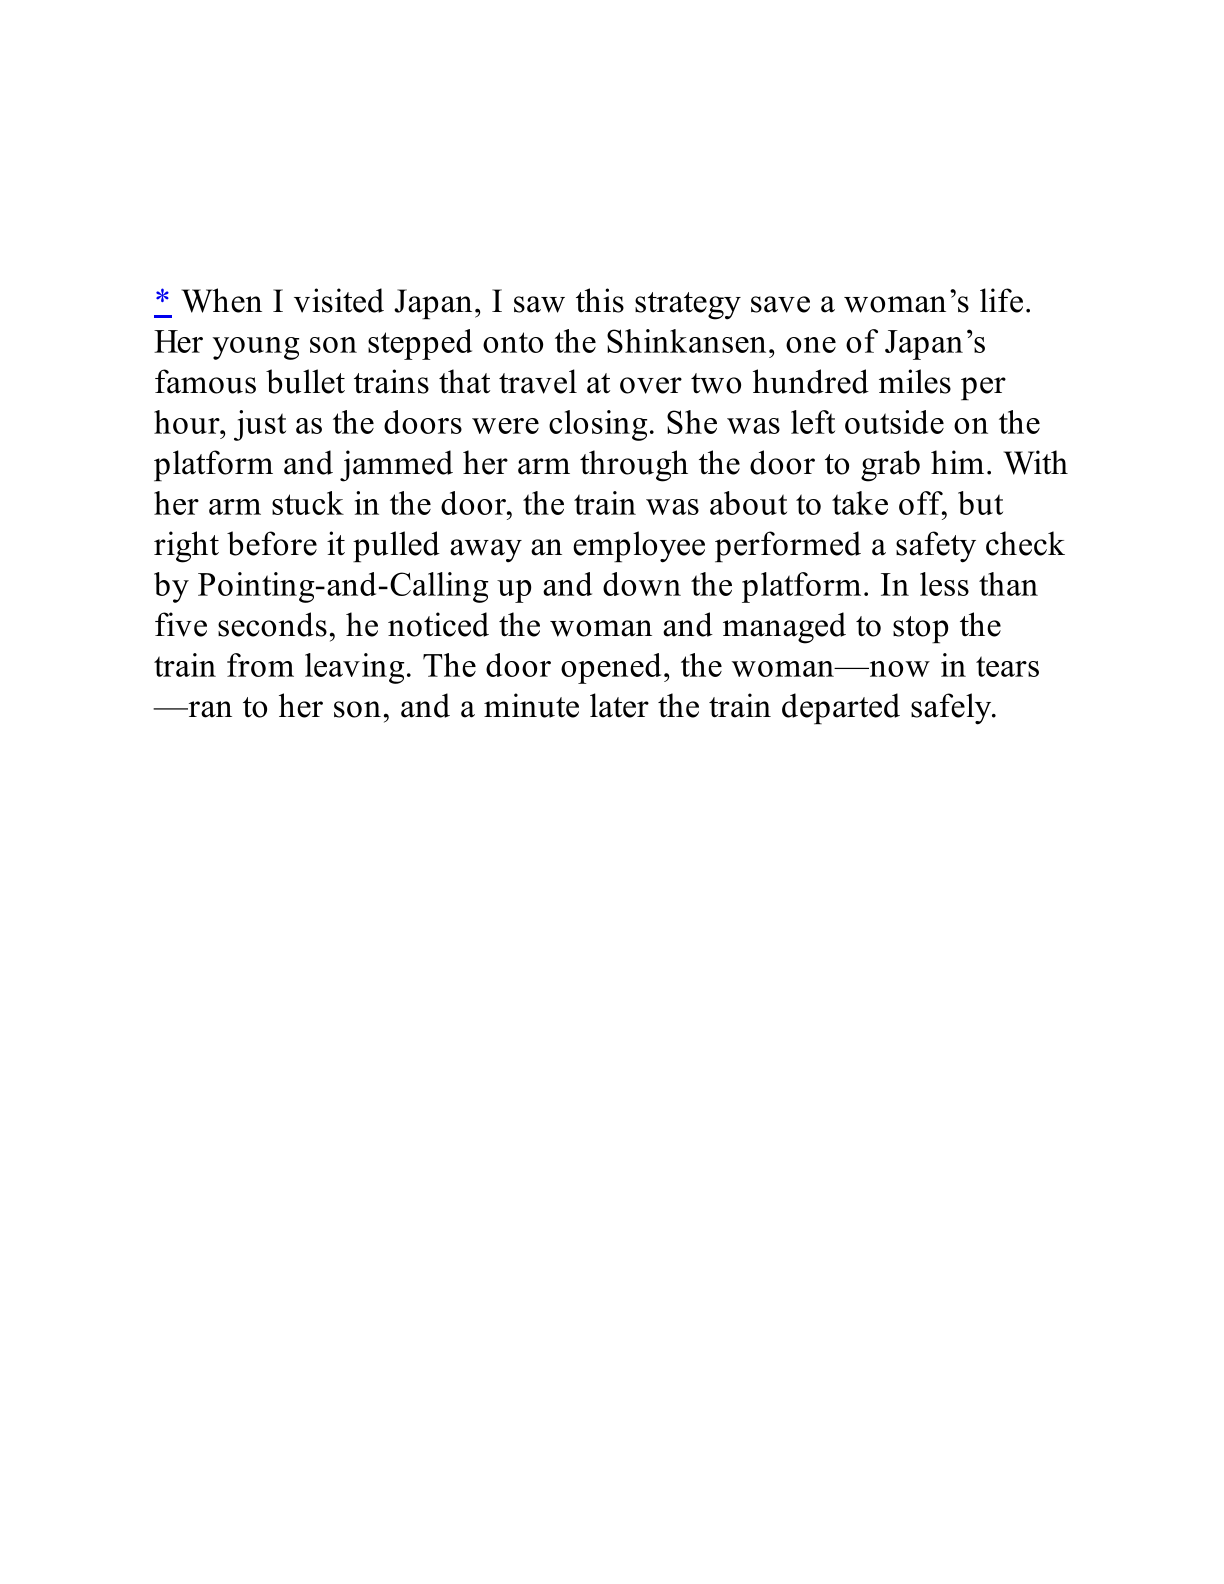 * When I visited Japan, I saw this strategy save a woman’s life.
Her young son stepped onto the Shinkansen, one of Japan’s
famous bullet trains that travel at over two hundred miles per
hour, just as the doors were closing. She was left outside on the
platform and jammed her arm through the door to grab him. With
her arm stuck in the door, the train was about to take off, but
right before it pulled away an employee performed a safety check
by Pointing-and-Calling up and down the platform. In less than
five seconds, he noticed the woman and managed to stop the
train from leaving. The door opened, the woman—now in tears
—ran to her son, and a minute later the train departed safely.